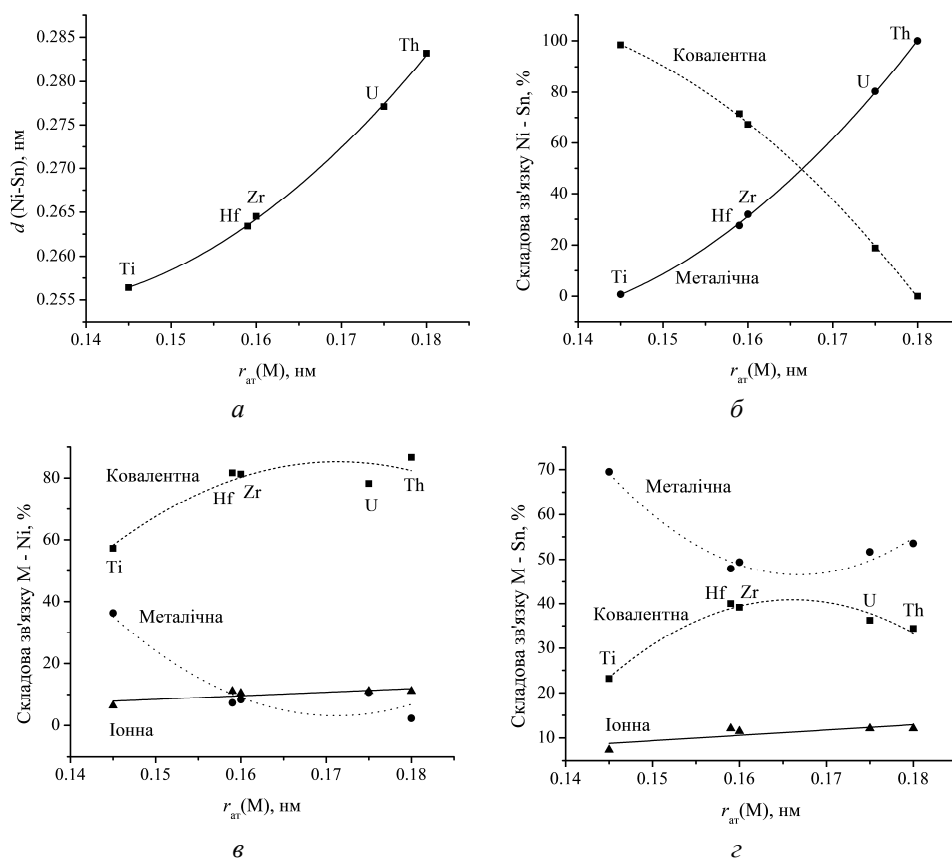 0.285
0.280
0.275
0.270
0.265
0.260
0.255
d (Ni-Sn), нм
Ti
Hf
Zr
U
Th
0.14 0.15 0.16 0.17 0.18
rат(M), нм
а
100
80
60
40
20
0
Складова зв'язку Ni - Sn, %
Ковалентна
Th
U
Zr
Hf
Ti
Металічна
0.14 0.15 0.16 0.17 0.18
rат(M), нм
б
80
60
40
20
0
Складова зв'язку M - Ni, %
Ковалентна
Hf Zr
U
Th
Ti
Металічна
Іонна
0.14 0.15 0.16 0.17 0.18
rат(M), нм
в
70
60
50
40
30
20
10
Складова зв'язку M - Sn, %
Металічна
Hf Zr
Ковалентна
U
Th
Ti
Іонна
0.14 0.15 0.16 0.17 0.18
rат(M), нм
г